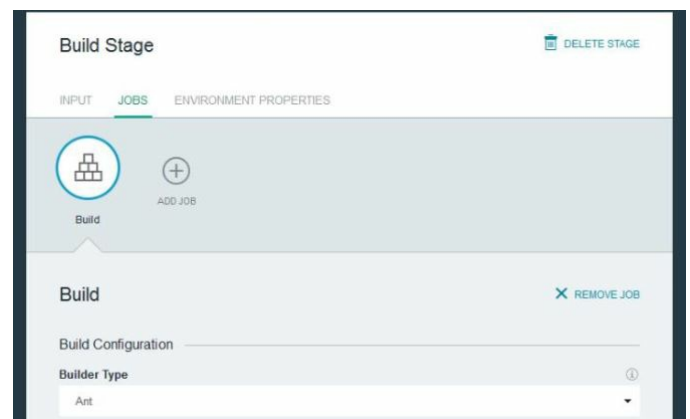 Build Stage
DELETE STAGE
INPUT JOBS ENVIRONMENT PROPERTIES
ADD JOB
Build
Build
REMOVE JOB
Build Configuration
Builder Type
Ant